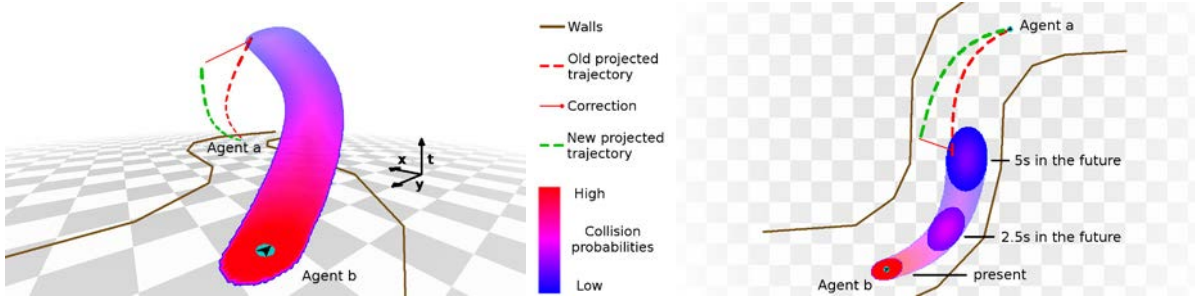 Agent a
x
t
y
Agent b
Walls
Old projected
trajectory
Correction
New projected
trajectory
High
Collision
probabilities
Low
Agent a
5s in the future
2.5s in the future
Agent b
present